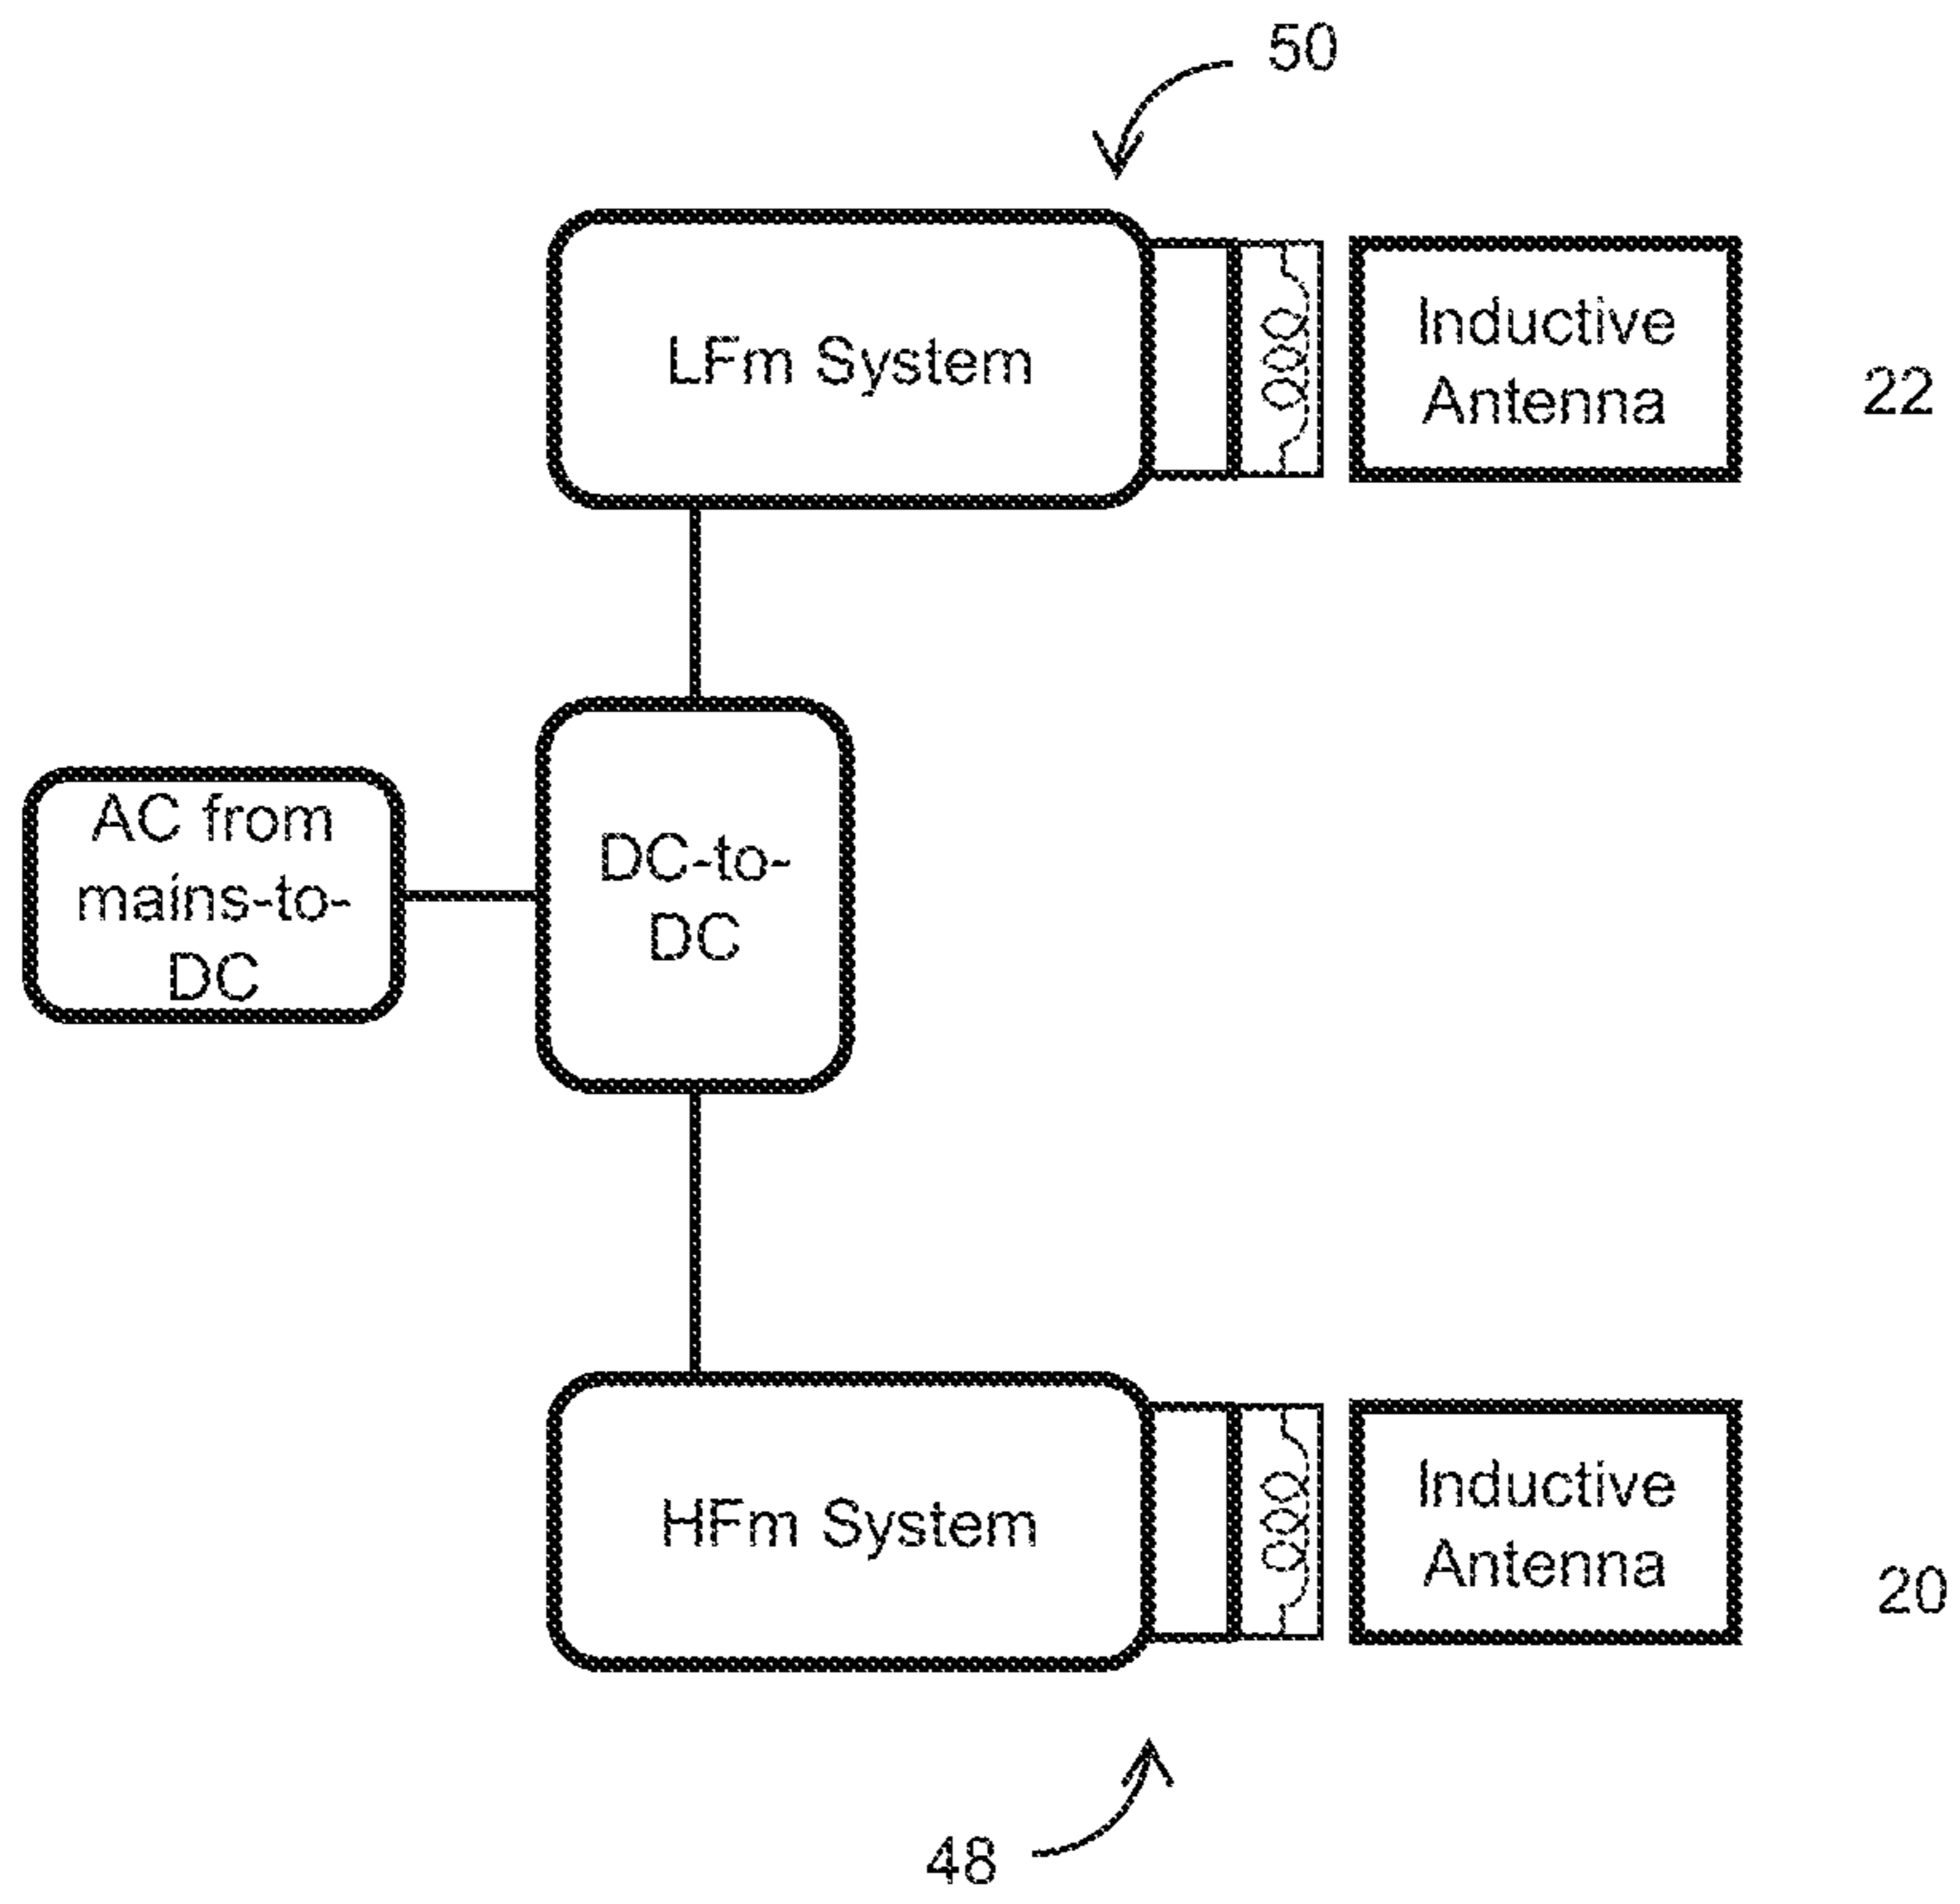 50
LFm System
Inductive
Antenna
22
AC from
mains-to-
DC
DC-to-
DC
HFm System
Inductive
Antenna
20
48